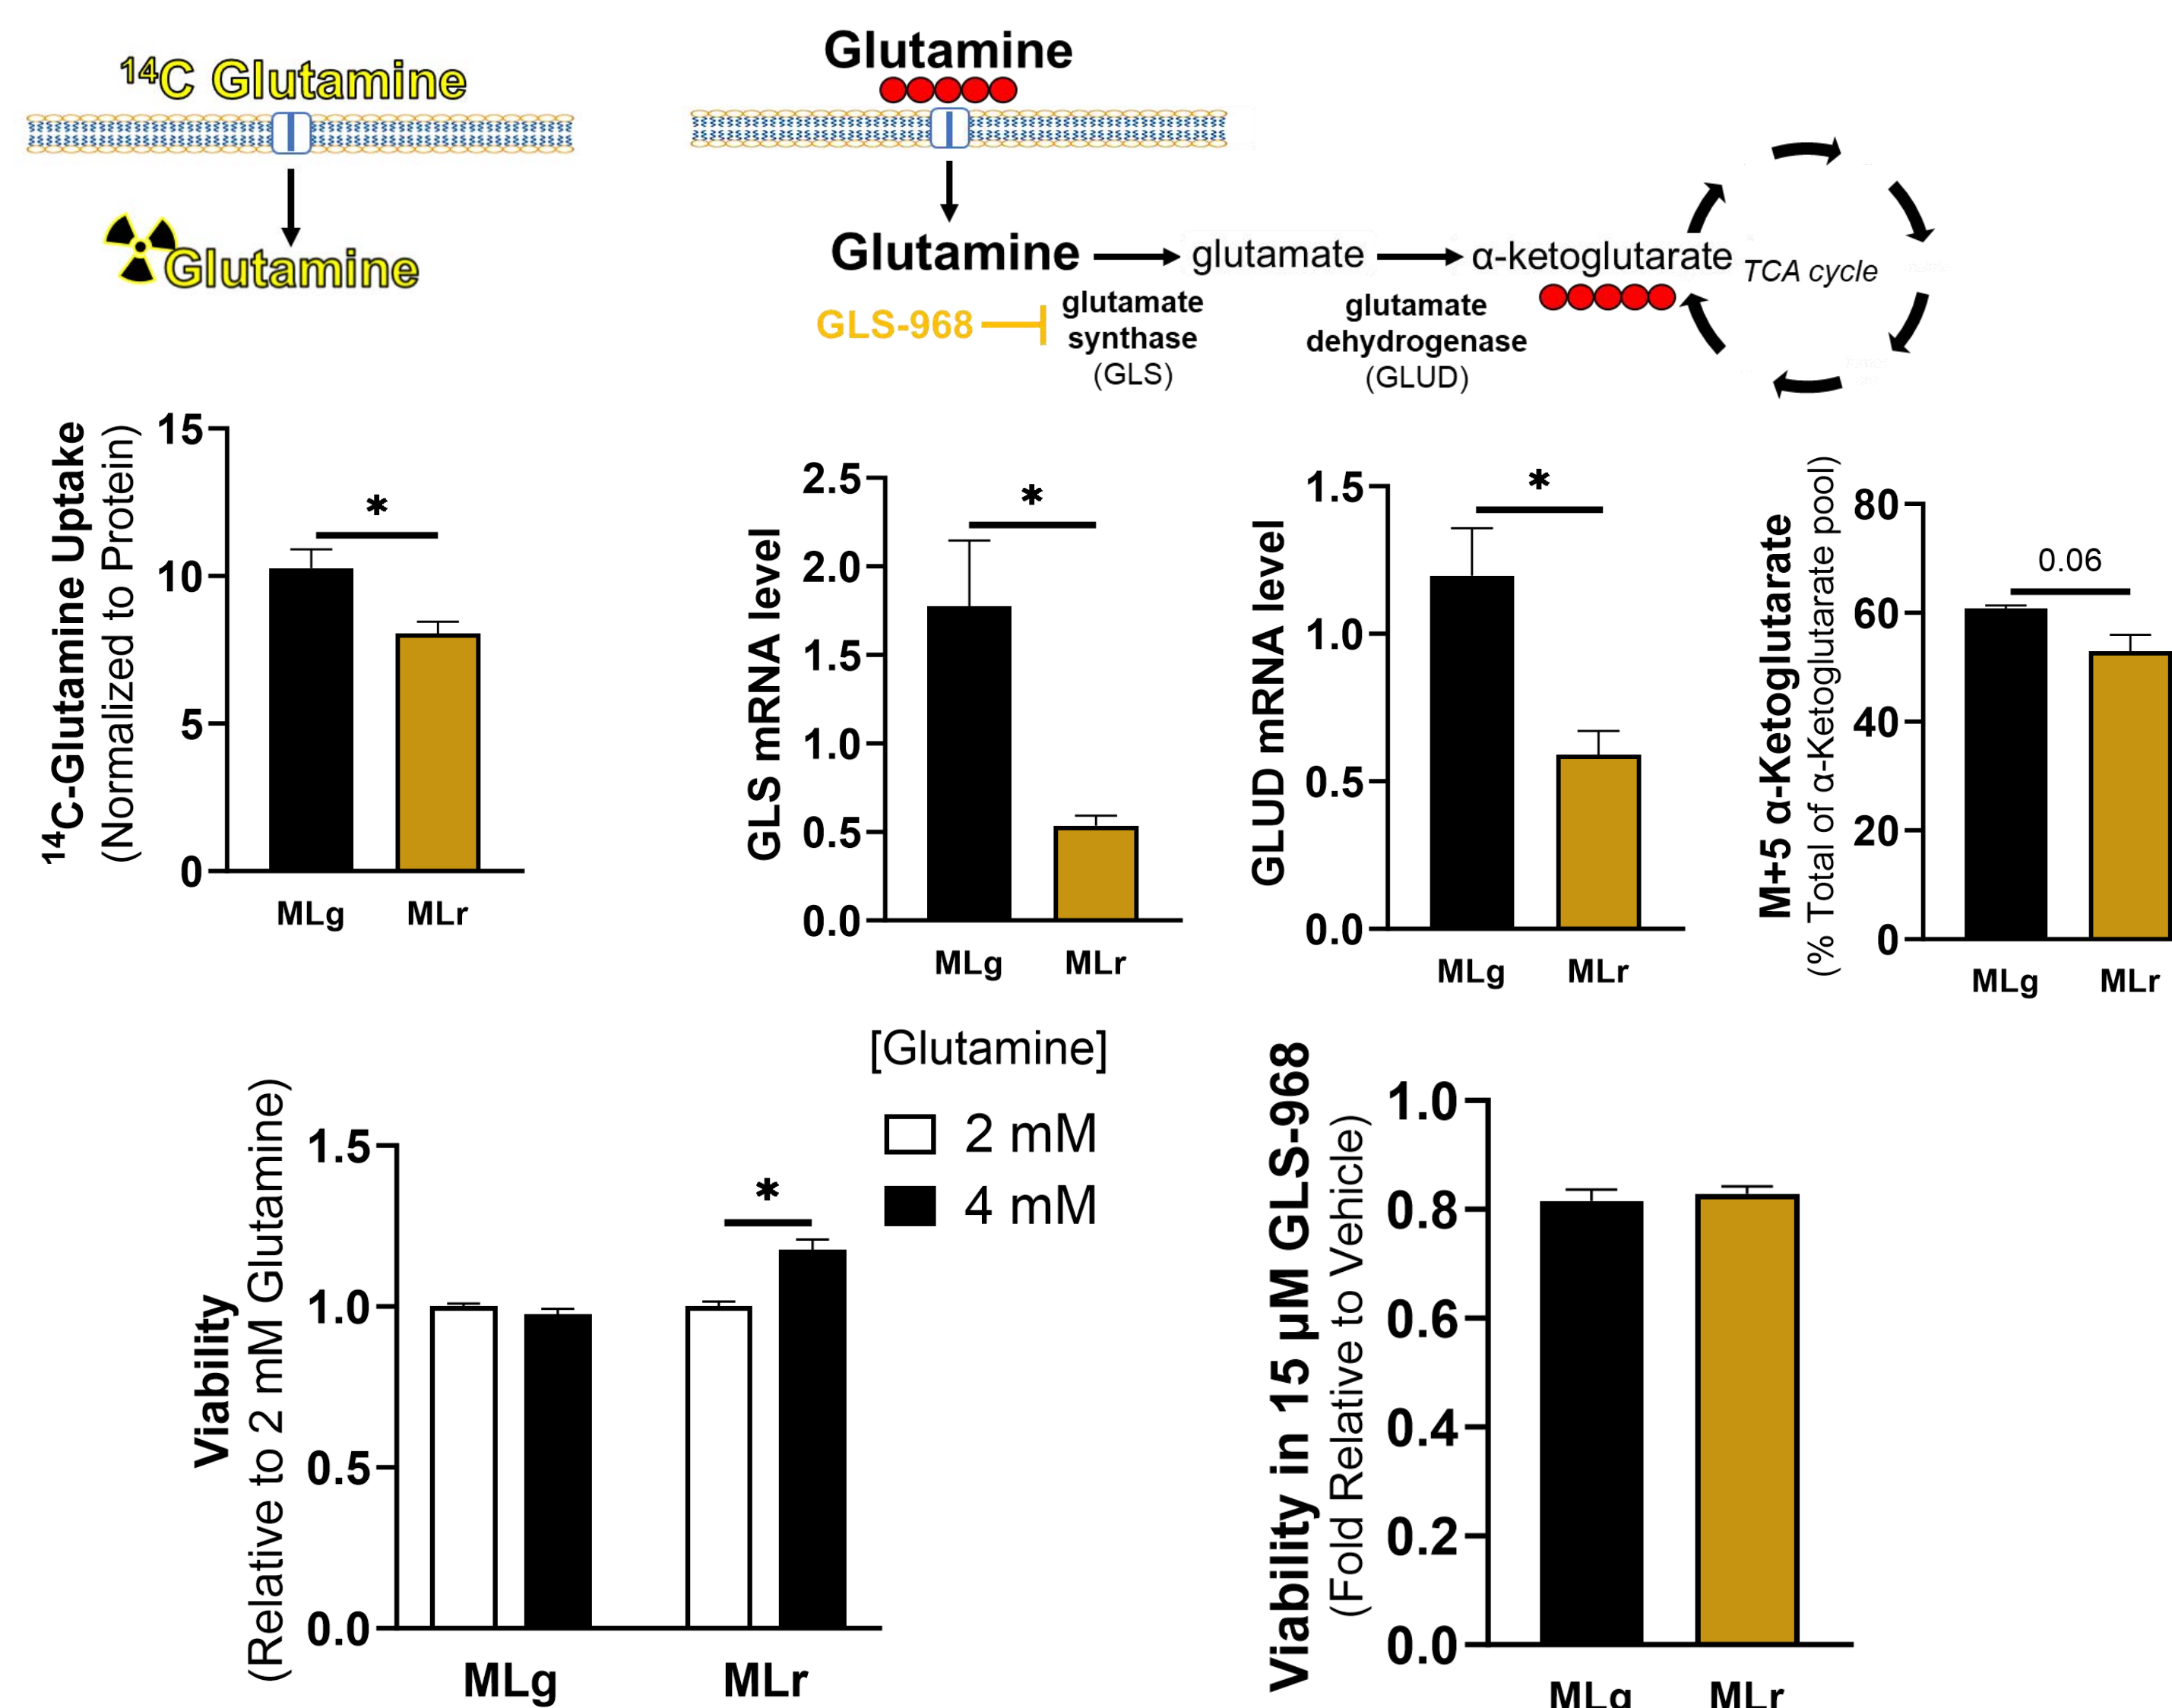 ¹⁴C Glutamine
Glutamine
Glutamine
Glutamine
glutamate
α-ketoglutarate
TCA cycle
GLS-968
glutamate
synthase
(GLS)
glutamate
dehydrogenase
(GLUD)
¹⁴C-Glutamine Uptake
(Normalized to Protein)
15
10
5
0
*
MLg
MLr
GLS mRNA level
2.5
2.0
1.5
1.0
0.5
0.0
*
MLg
MLr
GLUD mRNA level
1.5
1.0
0.5
0.0
*
MLg
MLr
M+5 α-Ketoglutarate
(% Total of α-Ketoglutarate pool)
80
60
40
20
0
0.06
MLg
MLr
Viability
(Relative to 2 mM Glutamine)
1.5
1.0
0.5
0.0
*
MLg
MLr
[Glutamine]
2 mM
4 mM
Viability in 15 µM GLS-968
(Fold Relative to Vehicle)
1.0
0.8
0.6
0.4
0.2
0.0
MLg
MLr